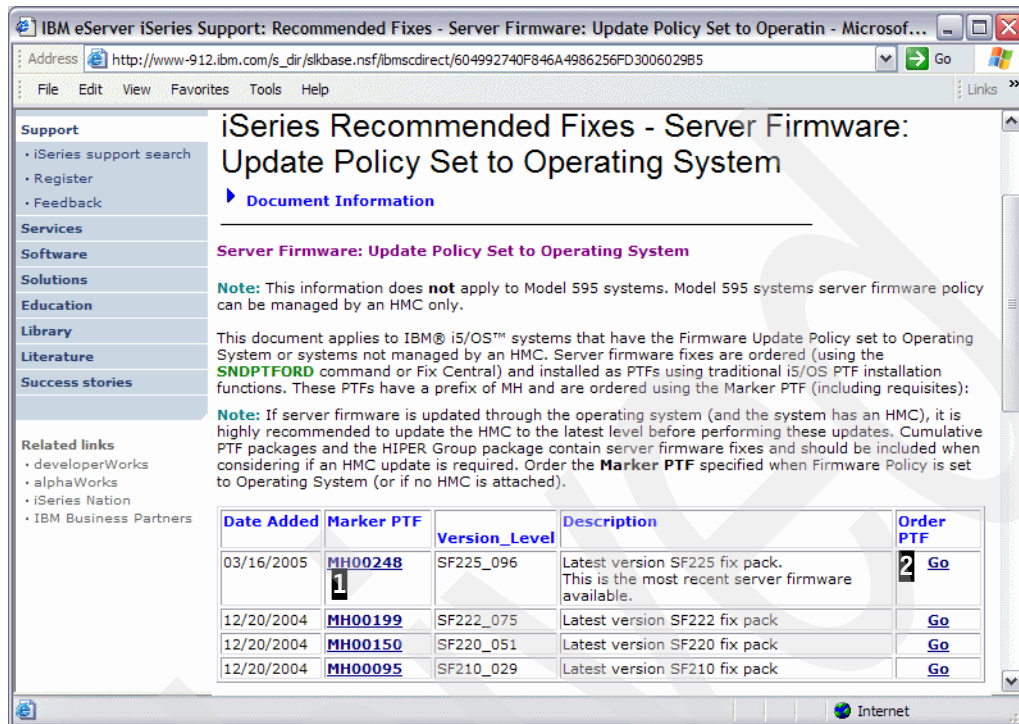 IBM eServer iSeries Support: Recommended Fixes - Server Firmware: Update Policy Set to Operatin - Microsof...
Address http://www-912.ibm.com/s_dir/slkbase.nsf/ibmscdirect/604992740F846A4986256FD3006029B5 Go
File Edit View Favorites Tools Help Links »
Support
· iSeries support search
· Register
· Feedback
Services
Software
Solutions
Education
Library
Literature
Success stories
Related links
· developerWorks
· alphaWorks
· iSeries Nation
· IBM Business Partners
iSeries Recommended Fixes - Server Firmware:
Update Policy Set to Operating System
Document Information
Server Firmware: Update Policy Set to Operating System
Note: This information does not apply to Model 595 systems. Model 595 systems server firmware policy
can be managed by an HMC only.
This document applies to IBM® i5/OS™ systems that have the Firmware Update Policy set to Operating
System or systems not managed by an HMC. Server firmware fixes are ordered (using the
SNDPTFORD command or Fix Central) and installed as PTFs using traditional i5/OS PTF installation
functions. These PTFs have a prefix of MH and are ordered using the Marker PTF (including requisites):
Note: If server firmware is updated through the operating system (and the system has an HMC), it is
highly recommended to update the HMC to the latest level before performing these updates. Cumulative
PTF packages and the HIPER Group package contain server firmware fixes and should be included when
considering if an HMC update is required. Order the Marker PTF specified when Firmware Policy is set
to Operating System (or if no HMC is attached).
Date Added Marker PTF Version_Level Description Order PTF
03/16/2005 MH00248 SF225_096 Latest version SF225 fix pack. 2 Go
1 This is the most recent server firmware
available.
12/20/2004 MH00199 SF222_075 Latest version SF222 fix pack Go
12/20/2004 MH00150 SF220_051 Latest version SF220 fix pack Go
12/20/2004 MH00095 SF210_029 Latest version SF210 fix pack Go
Internet